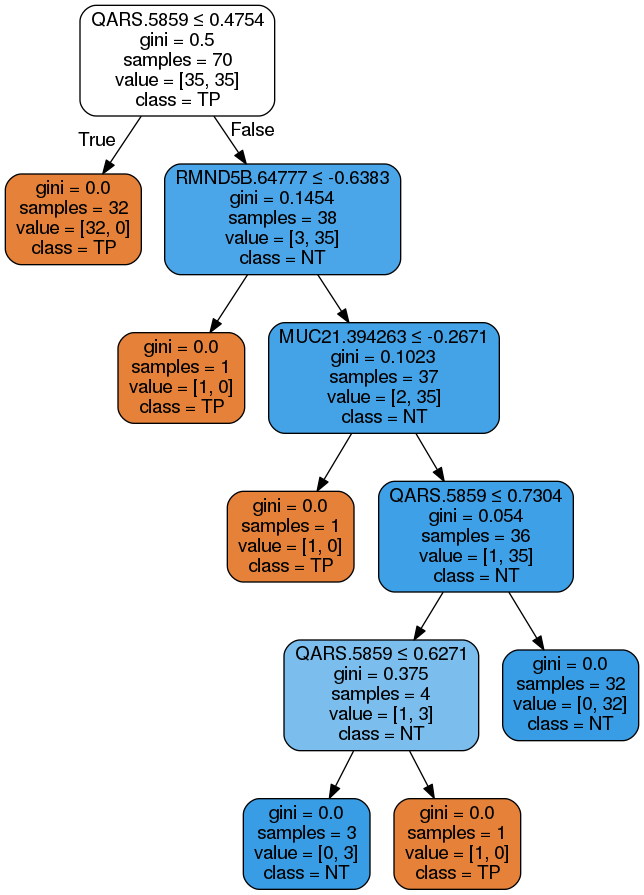 QARS.5859 ≤ 0.4754
gini = 0.5
samples = 70
value = [35, 35]
class = TP
True
False
gini = 0.0
samples = 32
value = [32, 0]
class = TP
RMND5B.64777 ≤ -0.6383
gini = 0.1454
samples = 38
value = [3, 35]
class = NT
gini = 0.0
samples = 1
value = [1, 0]
class = TP
MUC21.394263 ≤ -0.2671
gini = 0.1023
samples = 37
value = [2, 35]
class = NT
gini = 0.0
samples = 1
value = [1, 0]
class = TP
QARS.5859 ≤ 0.7304
gini = 0.054
samples = 36
value = [1, 35]
class = NT
QARS.5859 ≤ 0.6271
gini = 0.375
samples = 4
value = [1, 3]
class = NT
gini = 0.0
samples = 32
value = [0, 32]
class = NT
gini = 0.0
samples = 3
value = [0, 3]
class = NT
gini = 0.0
samples = 1
value = [1, 0]
class = TP